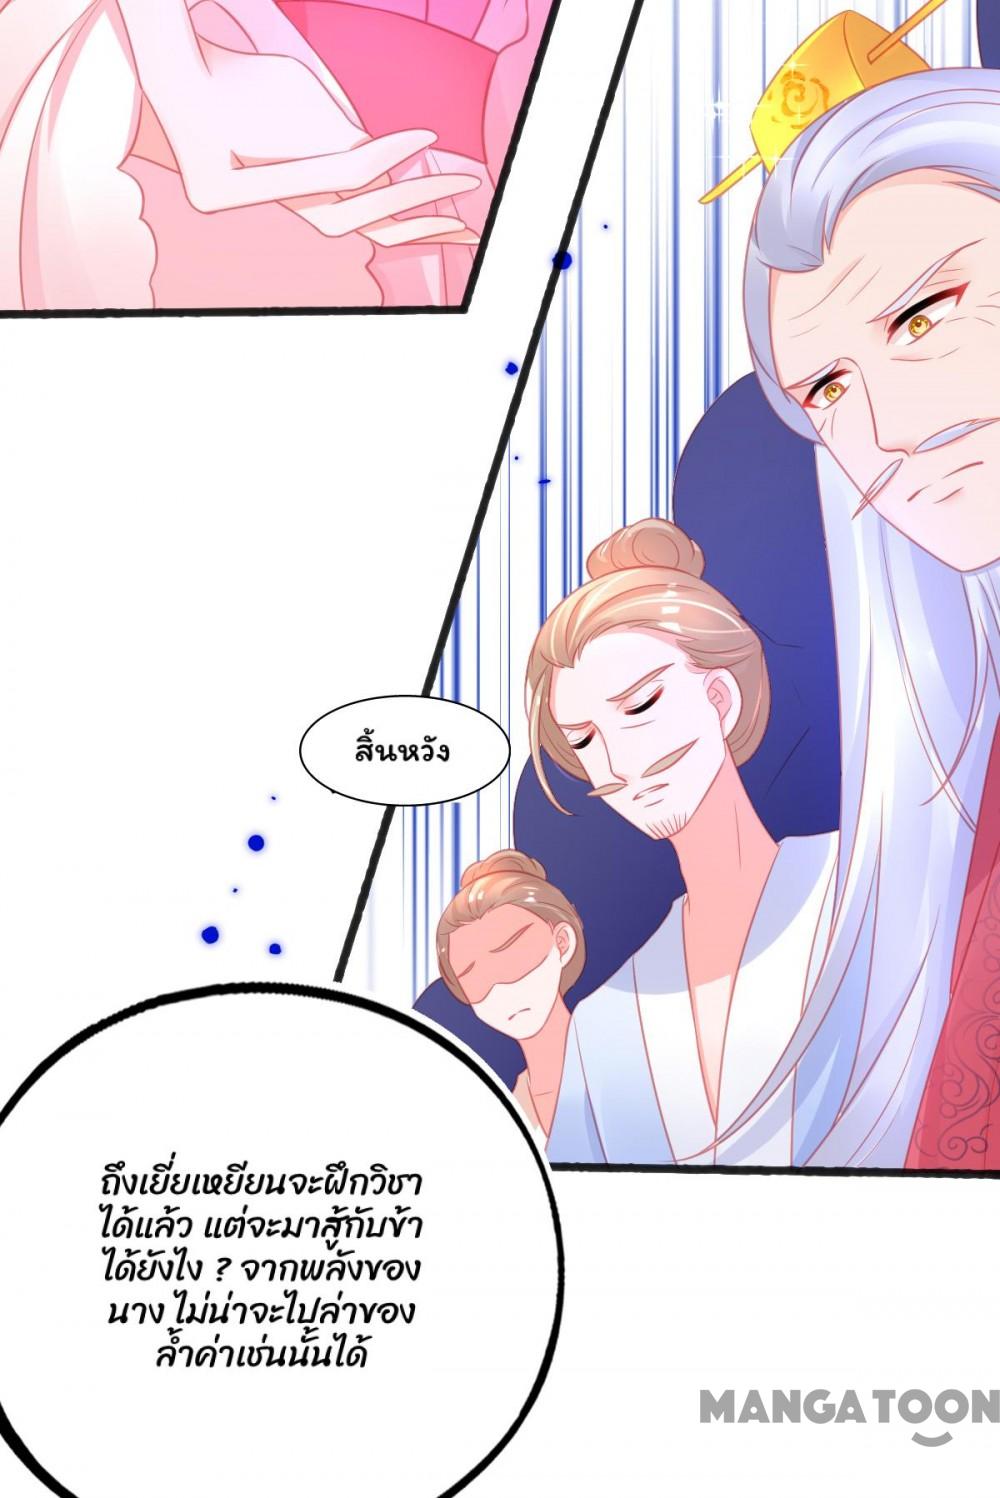 สิ้นหวัง
ถึงเยี่ยเหยียนจะฝึกวิชา
ได้แล้ว แต่จะมาสู้กับข้า
ได้ยังไง ? จากพลังของ
นาง ไม่น่าจะไปล่าของ
ล้ำค่าเช่นนั้นได้
MANGATOON